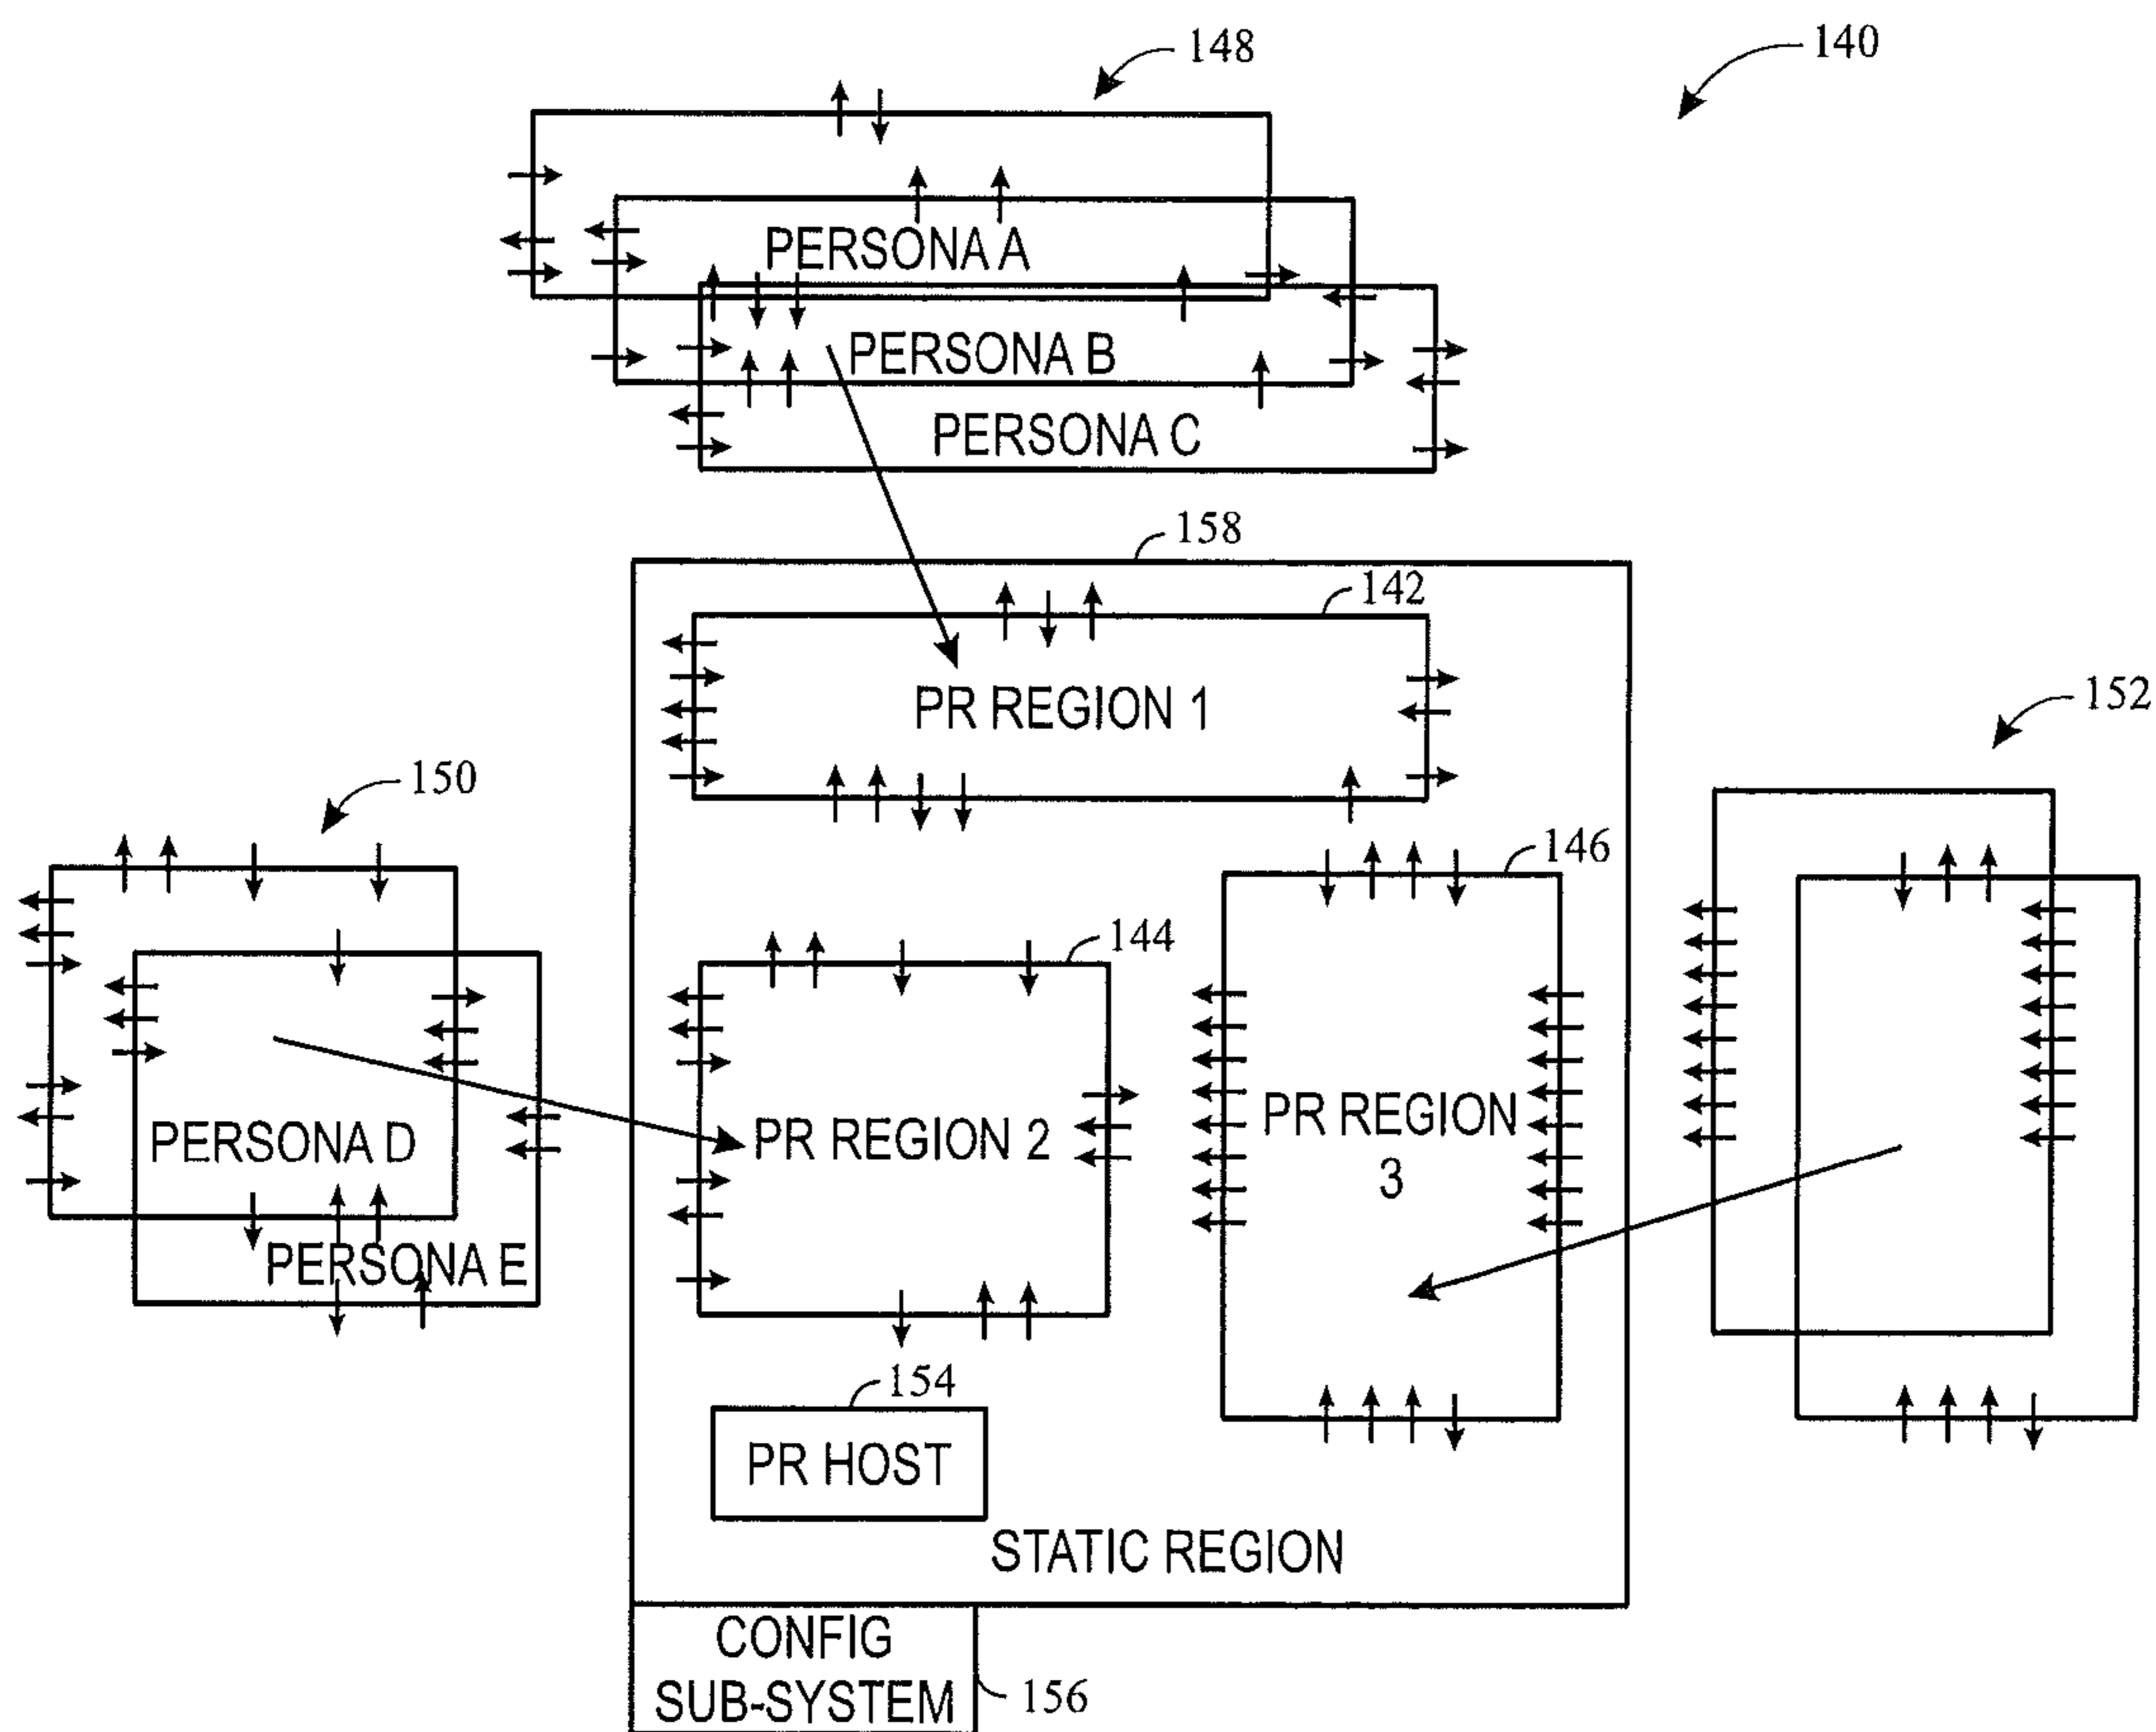 148
140
PERSONA A
PERSONA B
PERSONA C
158
142
PR REGION 1
152
150
146
144
PERSONA D
PR REGION 2
PR REGION
3
PERSONA E
154
PR HOST
STATIC REGION
CONFIG
SUB-SYSTEM
156